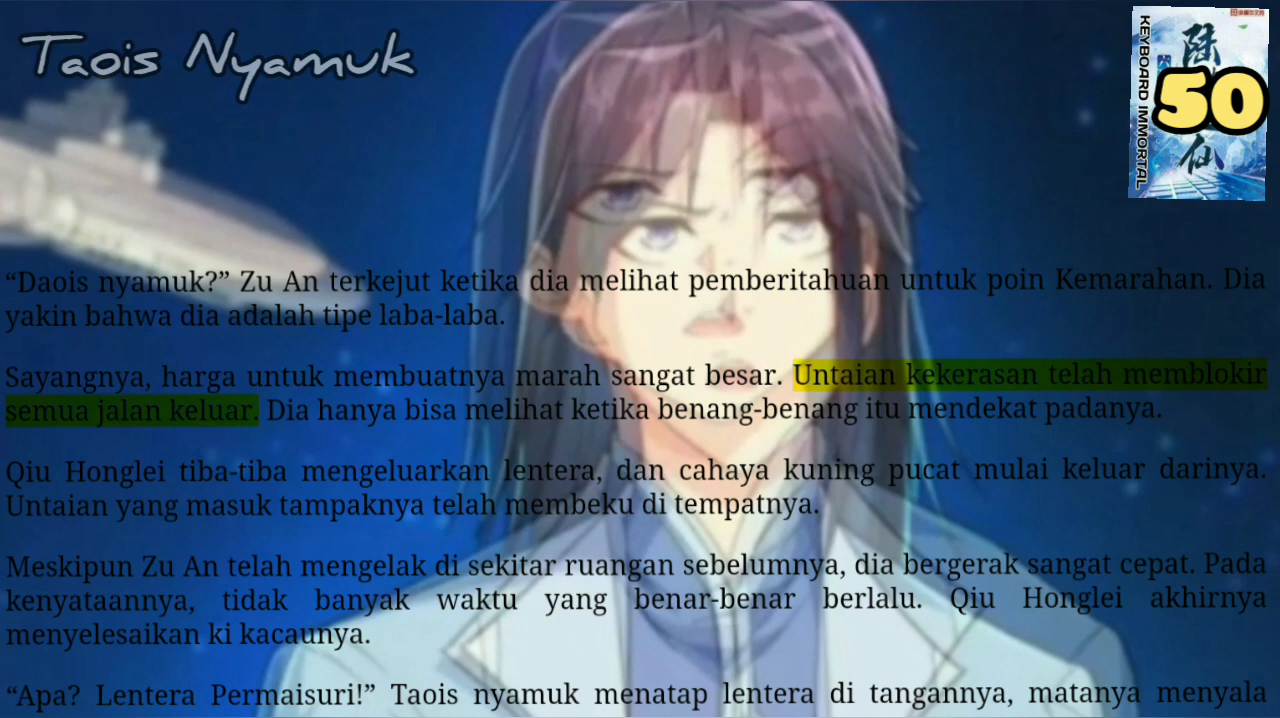 Taois Nyamuk
KEYBOARD IMMORTAL
陆
50
仙
“Daois nyamuk?” Zu An terkejut ketika dia melihat pemberitahuan untuk poin Kemarahan. Dia
yakin bahwa dia adalah tipe laba-laba.
Sayangnya, harga untuk membuatnya marah sangat besar. Untaian kekerasan telah memblokir
semua jalan keluar. Dia hanya bisa melihat ketika benang-benang itu mendekat padanya.
Qiu Honglei tiba-tiba mengeluarkan lentera, dan cahaya kuning pucat mulai keluar darinya.
Untaian yang masuk tampaknya telah membeku di tempatnya.
Meskipun Zu An telah mengelak di sekitar ruangan sebelumnya, dia bergerak sangat cepat. Pada
kenyataannya, tidak banyak waktu yang benar-benar berlalu. Qiu Honglei akhirnya
menyelesaikan ki kacaunya.
“Apa? Lentera Permaisuri!” Taois nyamuk menatap lentera di tangannya, matanya menyala